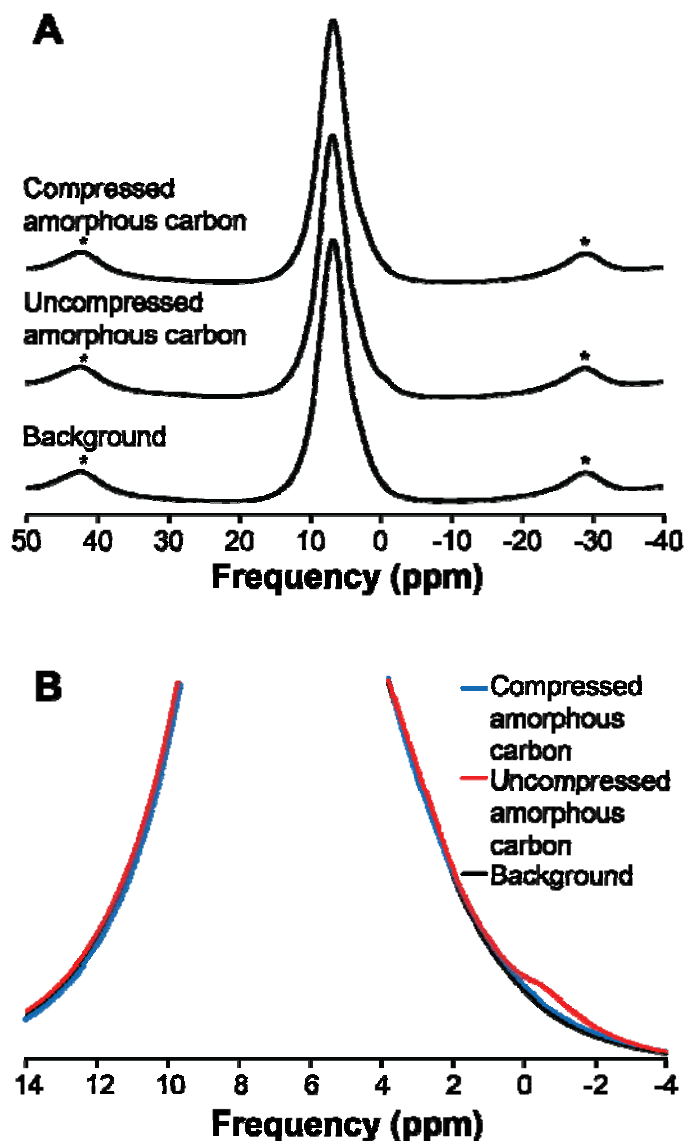 A
Compressed
amorphous carbon
* *
Uncompressed
amorphous carbon
* *
Background
* *
50 40 30 20 10 0 -10 -20 -30 -40
Frequency (ppm)
B
Compressed
amorphous
carbon
Uncompressed
amorphous
carbon
Background
14 12 10 8 6 4 2 0 -2 -4
Frequency (ppm)